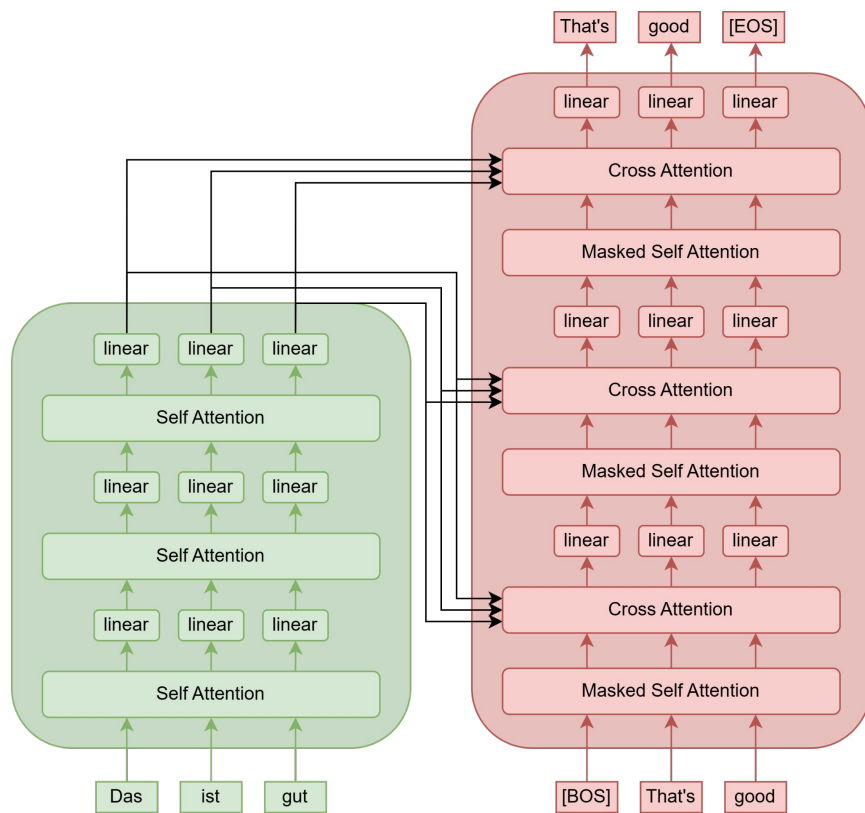 That's good [EOS]
linear linear linear
Cross Attention
Masked Self Attention
linear linear linear
Cross Attention
Masked Self Attention
linear linear linear
Cross Attention
Masked Self Attention
[BOS] That's good
linear linear linear
Self Attention
linear linear linear
Self Attention
linear linear linear
Self Attention
Das ist gut